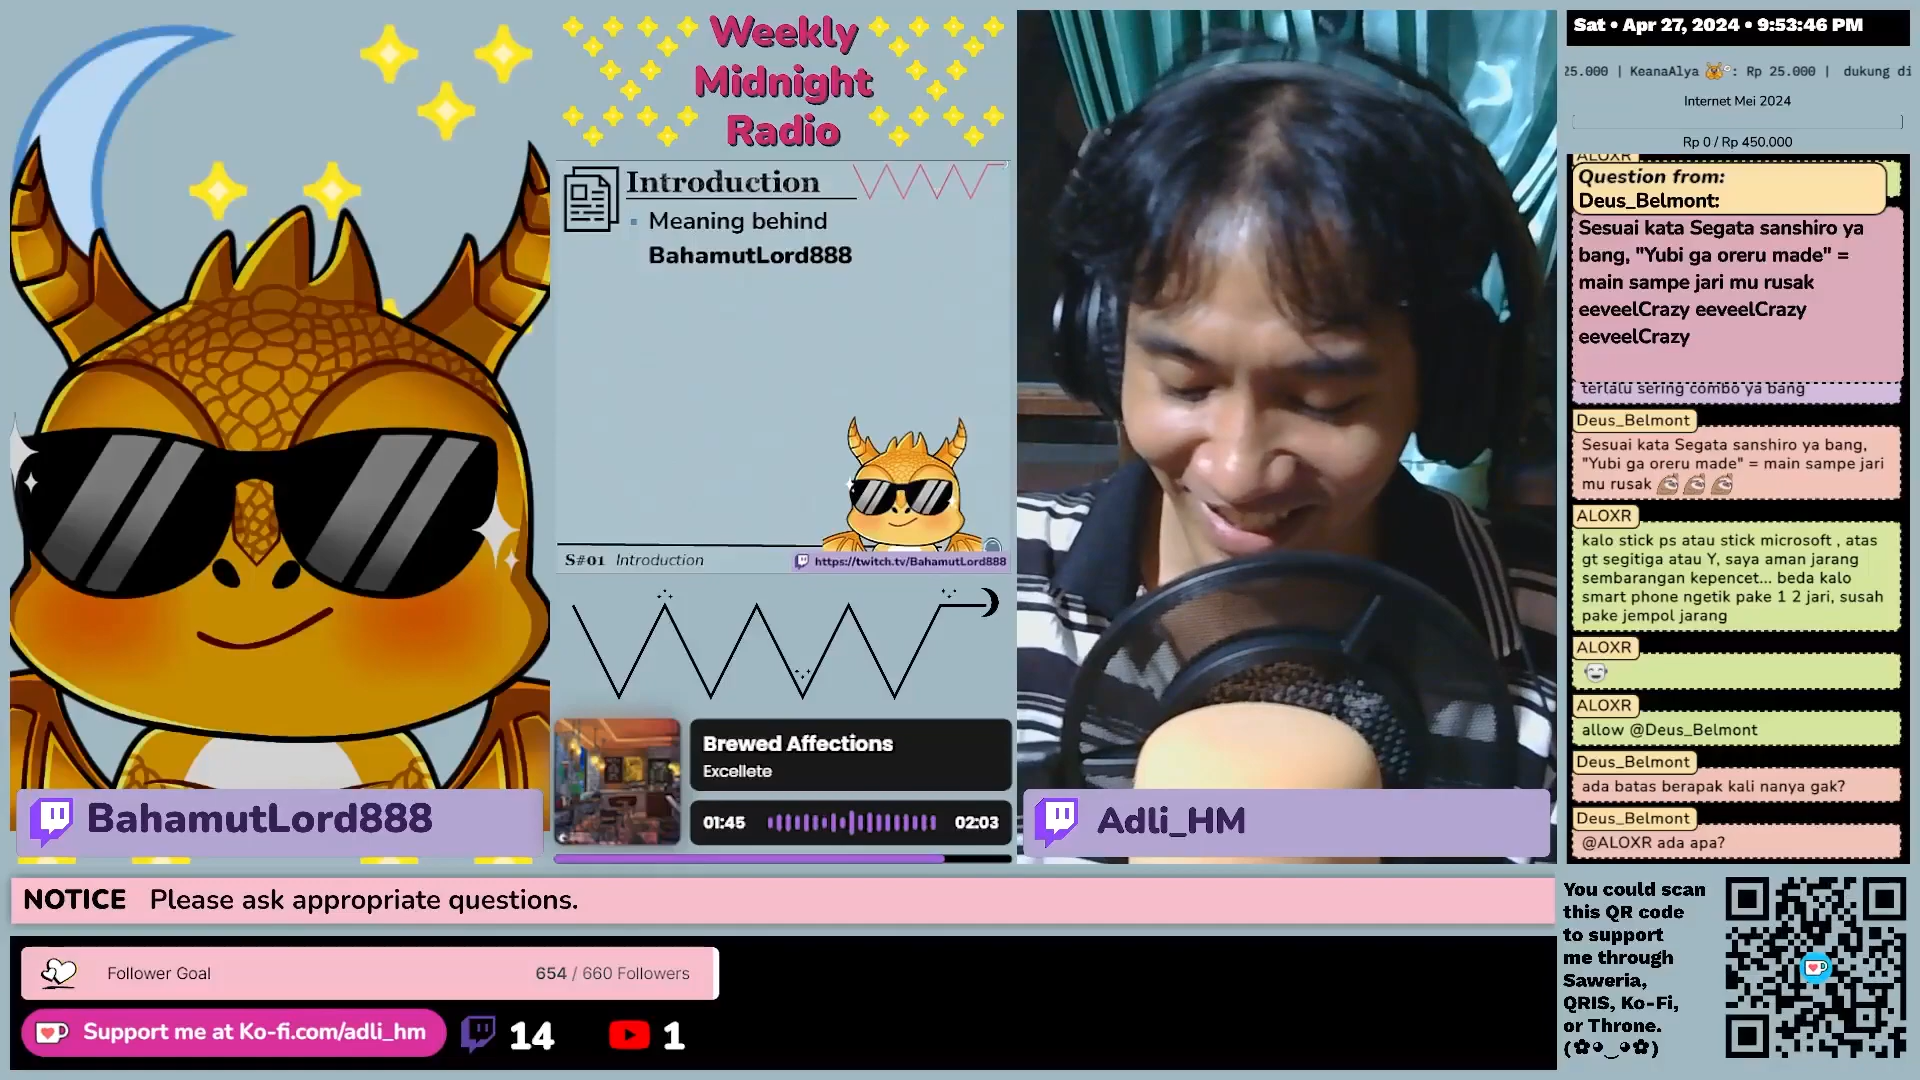 Weekly
Midnight
Radio
Introduction
Meaning behind
BahamutLord888
S#01 Introduction
https://twitch.tv/BahamutLord888
Brewed Affections
Excellete
01:45
02:03
BahamutLord888
Adli_HM
Sat • Apr 27, 2024 • 9:53:46 PM
25.000 | KeanaAlya : Rp 25.000 | dukung di
Internet Mei 2024
Rp 0 / Rp 450.000
ALOXR
Question from:
Deus_Belmont:
Sesuai kata Segata sanshiro ya
bang, "Yubi ga oreru made" =
main sampe jari mu rusak
eeveelCrazy eeveelCrazy
eeveelCrazy
terlalu sering combo ya bang
Deus_Belmont
Sesuai kata Segata sanshiro ya bang,
"Yubi ga oreru made" = main sampe jari
mu rusak
ALOXR
kalo stick ps atau stick microsoft , atas
gt segitiga atau Y, saya aman jarang
sembarangan kepencet... beda kalo
smart phone ngetik pake 1 2 jari, susah
pake jempol jarang
ALOXR
ALOXR
allow @Deus_Belmont
Deus_Belmont
ada batas berapak kali nanya gak?
Deus_Belmont
@ALOXR ada apa?
NOTICE Please ask appropriate questions.
Follower Goal
654 / 660 Followers
Support me at Ko-fi.com/adli_hm
14
1
You could scan
this QR code
to support
me through
Saweria,
QRIS, Ko-Fi,
or Throne.
(✿◕‿◕✿)